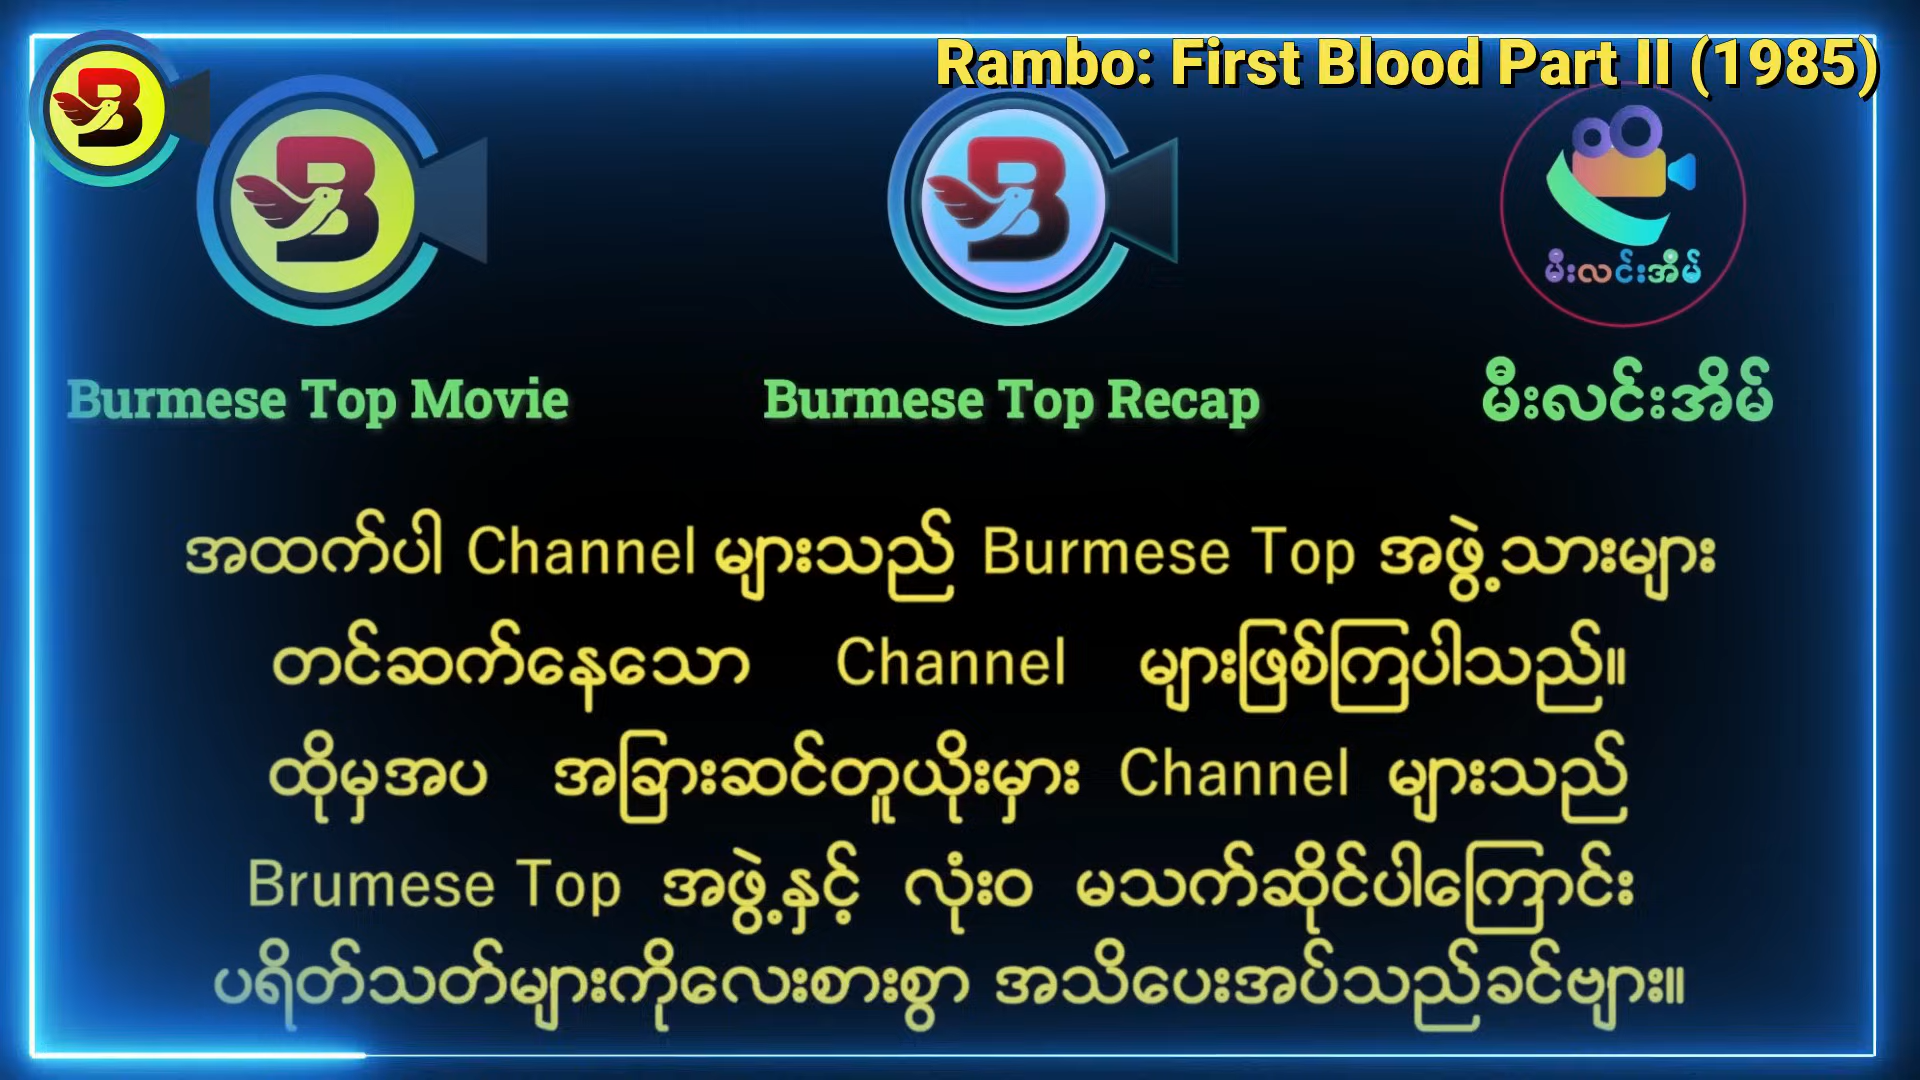 Rambo: First Blood Part II (1985)
B
B
B
မီးလင်းအိမ်
Burmese Top Movie
Burmese Top Recap
မီးလင်းအိမ်
အထက်ပါ Channel များသည် Burmese Top အဖွဲ့သားများ
တင်ဆက်နေသော Channel များဖြစ်ကြပါသည်။
ထိုမှအပ အခြားဆင်တူယိုးမှား Channel များသည်
Brumese Top အဖွဲ့နှင့် လုံးဝ မသက်ဆိုင်ပါကြောင်း
ပရိတ်သတ်များကိုလေးစားစွာ အသိပေးအပ်သည်ခင်ဗျား။